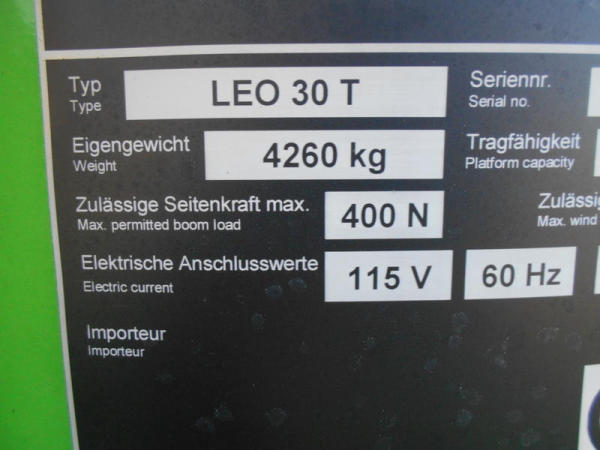 Typ
Type
LEO 30 T
Seriennr.
Serial no.
Eigengewicht
Weight
4260 kg
Tragfähigkeit
Platform capacity
Zulässige Seitenkraft max.
Max. permitted boom load
400 N
Max. wind
Elektrische Anschlusswerte
Electric current
115 V
60 Hz
Importeur
Importeur